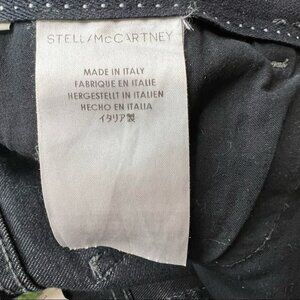 STELLA McCARTNEY
MADE IN ITALY
FABRIQUE EN ITALIE
HERGESTELLT IN ITALIEN
HECHO EN ITALIA
イタリア製